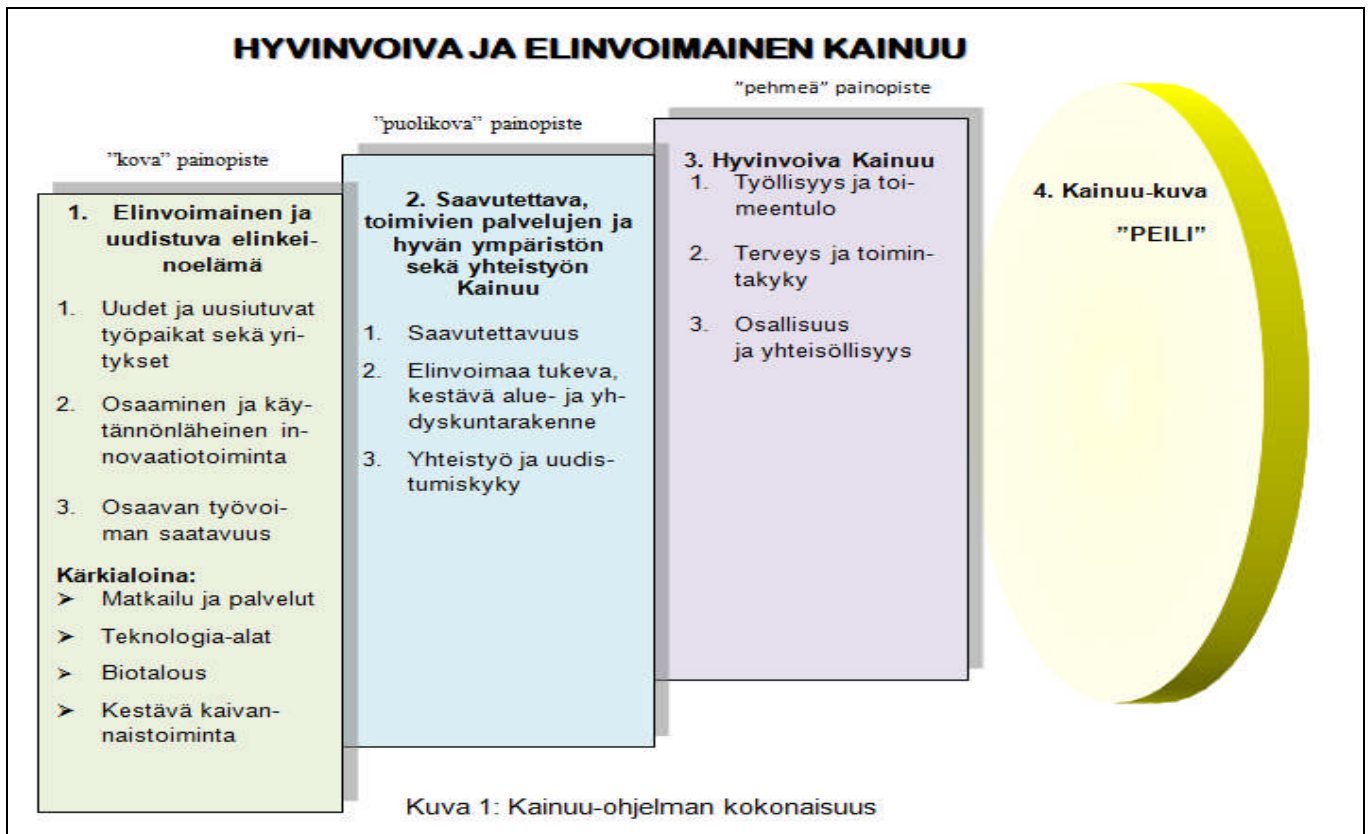 HYVINVOIVA JA ELINVOIMAINEN KAINUU
"kova" painopiste
1. Elinvoimainen ja
uudistuva elinkei-
noelämä
1. Uudet ja uusiutuvat
työpaikat sekä yri-
tykset
2. Osaaminen ja käy-
tännönläheinen in-
novaatiotoiminta
3. Osaavan työvoi-
man saatavuus
Kärkialoina:
➢ Matkailu ja palvelut
➢ Teknologia-alat
➢ Biotalous
➢ Kestävä kaivan-
naistoiminta
"puolikova" painopiste
2. Saavutettava,
toimivien palvelujen ja
hyvän ympäristön
sekä yhteistyön
Kainuu
1. Saavutettavuus
2. Elinvoimaa tukeva,
kestävä alue- ja yh-
dyskuntarakenne
3. Yhteistyö ja uudis-
tumiskyky
"pehmeä" painopiste
3. Hyvinvoiva Kainuu
1. Työllisyys ja toi-
meentulo
2. Terveys ja toimin-
takyky
3. Osallisuus
ja yhteisöllisyys
4. Kainuu-kuva
"PEILI"
Kuva 1: Kainuu-ohjelman kokonaisuus